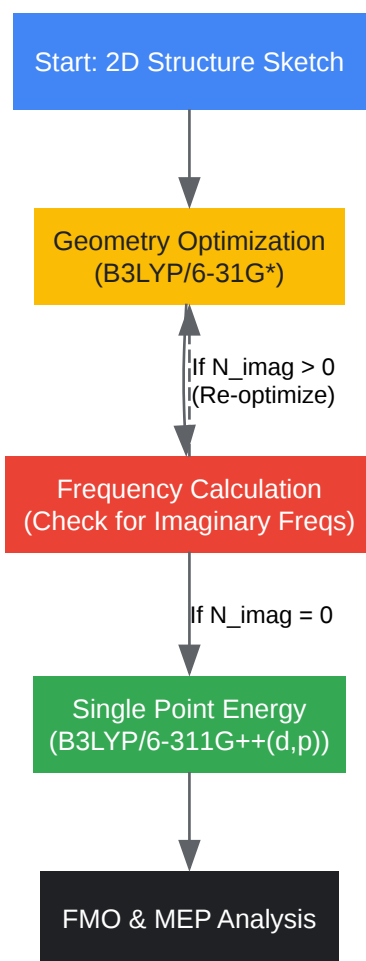 Start: 2D Structure Sketch
Geometry Optimization
(B3LYP/6-31G*)
If N_imag > 0
(Re-optimize)
Frequency Calculation
(Check for Imaginary Freqs)
If N_imag = 0
Single Point Energy
(B3LYP/6-311G++(d,p))
FMO & MEP Analysis